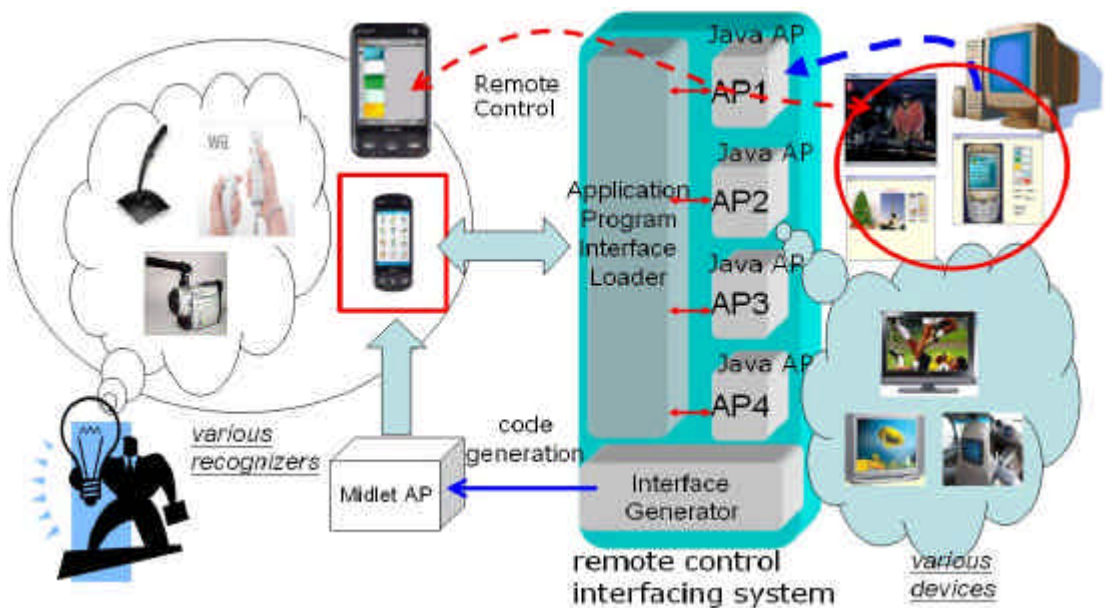 Java AP
AP1
Remote
Control
Wii
Java AP
AP2
Application
Program
Interface
Loader
Java AP
AP3
Java AP
AP4
various
recognizers
code
generation
Midlet AP
Interface
Generator
remote control
interfacing system
various
devices